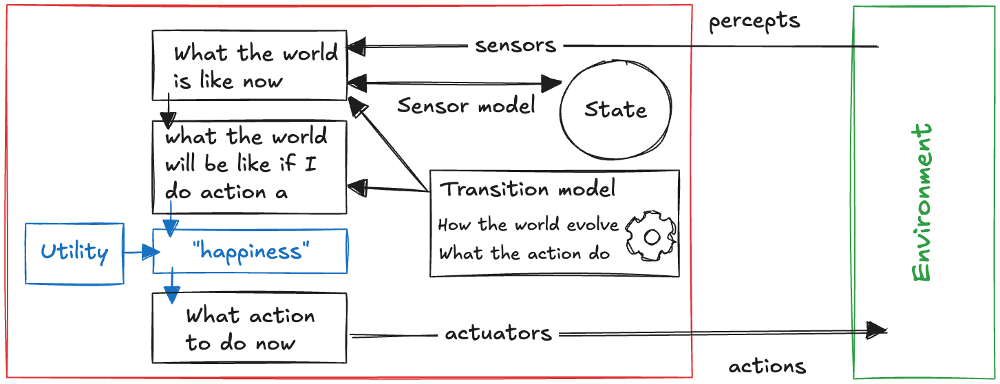 percepts
sensors
What the world
is like now
Sensor model
State
what the world
will be like if I
do action a
Transition model
How the world evolve
What the action do
Utility
"happiness"
What action
to do now
actuators
actions
Environment